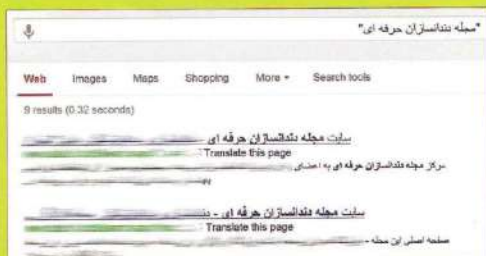 "مجله دندانسازان حرفه ای"
Web Images Maps Shopping More Search tools
9 results (0.32 seconds)
سایت مجله دندانسازان حرفه ای
Translate this page
مرکز مجله دندانسازان حرفه ای به اعضای
سایت مجله دندانسازان حرفه ای -
Translate this page
صفحه اصلی این مجله -